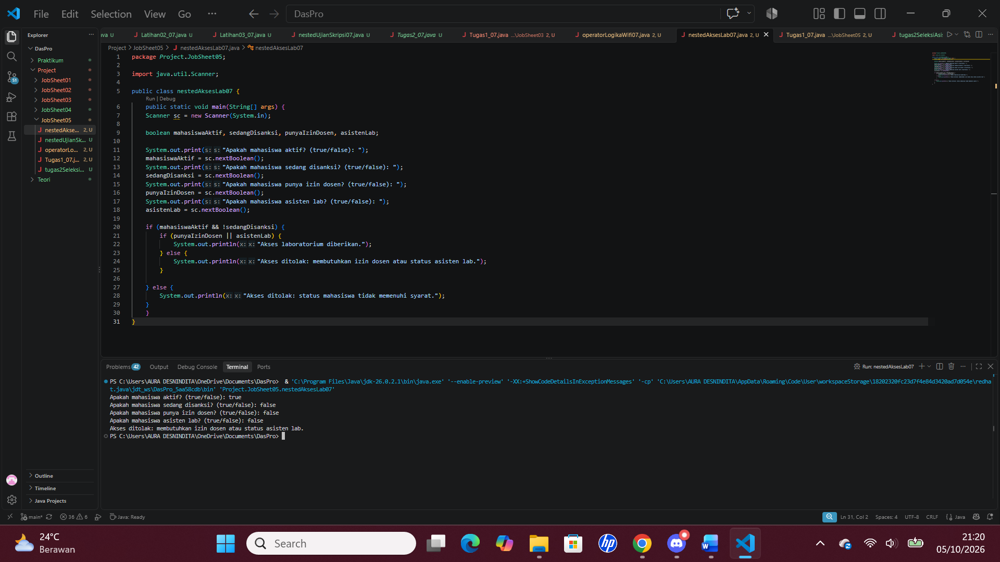 File Edit Selection View Go ··· DasPro
Explorer ···
DasPro
Praktikum
Project
JobSheet01
JobSheet02
JobSheet03
JobSheet04
JobSheet05
nestedAkse... 2, U
nestedUjianSk... U
operatorLo... 2, U
Tugas1_07.j... 2, U
tugas2Seleksi... U
Teori
Outline
Timeline
Java Projects
51
ava U Latihan02_07.java U Latihan03_07.java U nestedUjianSkripsi07.java U Tugas2_07.java U Tugas1_07.java ...\JobSheet03 2, U operatorLogikaWifi07.java 2, U nestedAksesLab07.java 2, U Tugas1_07.java ...\JobSheet05 2, U tugas2SeleksiAsi
Project > JobSheet05 > nestedAksesLab07.java > nestedAksesLab07
1 package Project.JobSheet05;
2
3 import java.util.Scanner;
4
5 public class nestedAksesLab07 {
Run | Debug
6 public static void main(String[] args) {
7 Scanner sc = new Scanner(System.in);
8
9 boolean mahasiswaAktif, sedangDisanksi, punyaIzinDosen, asistenLab;
10
11 System.out.print(s: s: "Apakah mahasiswa aktif? (true/false): ");
12 mahasiswaAktif = sc.nextBoolean();
13 System.out.print(s: s: "Apakah mahasiswa sedang disanksi? (true/false): ");
14 sedangDisanksi = sc.nextBoolean();
15 System.out.print(s: s: "Apakah mahasiswa punya izin dosen? (true/false): ");
16 punyaIzinDosen = sc.nextBoolean();
17 System.out.print(s: s: "Apakah mahasiswa asisten lab? (true/false): ");
18 asistenLab = sc.nextBoolean();
19
20 if (mahasiswaAktif && !sedangDisanksi) {
21 if (punyaIzinDosen || asistenLab) {
22 System.out.println(x: x: "Akses laboratorium diberikan.");
23 } else {
24 System.out.println(x: x: "Akses ditolak: membutuhkan izin dosen atau status asisten lab.");
25 }
26
27 } else {
28 System.out.println(x: x: "Akses ditolak: status mahasiswa tidak memenuhi syarat.");
29 }
30 }
31 }
Problems 42 Output Debug Console Terminal Ports Run: nestedAksesLab07
PS C:\Users\AURA DESNINDITA\OneDrive\Documents\DasPro> & 'C:\Program Files\Java\jdk-26.0.2.1\bin\java.exe' '--enable-preview' '-XX:+ShowCodeDetailsInExceptionMessages' '-cp' 'C:\Users\AURA DESNINDITA\AppData\Roaming\Code\User\workspaceStorage\18202320fc23d7f4e84d3420ad7d054e\redha
t.java\jdt_ws\DasPro_5aa58cdb\bin' 'Project.JobSheet05.nestedAksesLab07'
Apakah mahasiswa aktif? (true/false): true
Apakah mahasiswa sedang disanksi? (true/false): false
Apakah mahasiswa punya izin dosen? (true/false): false
Apakah mahasiswa asisten lab? (true/false): false
Akses ditolak: membutuhkan izin dosen atau status asisten lab.
PS C:\Users\AURA DESNINDITA\OneDrive\Documents\DasPro>
main* 36 6 Java: Ready Ln 31, Col 2 Spaces: 4 UTF-8 CRLF { } Java
24°C
Berawan
Search
hp
W
21:20
05/10/2026